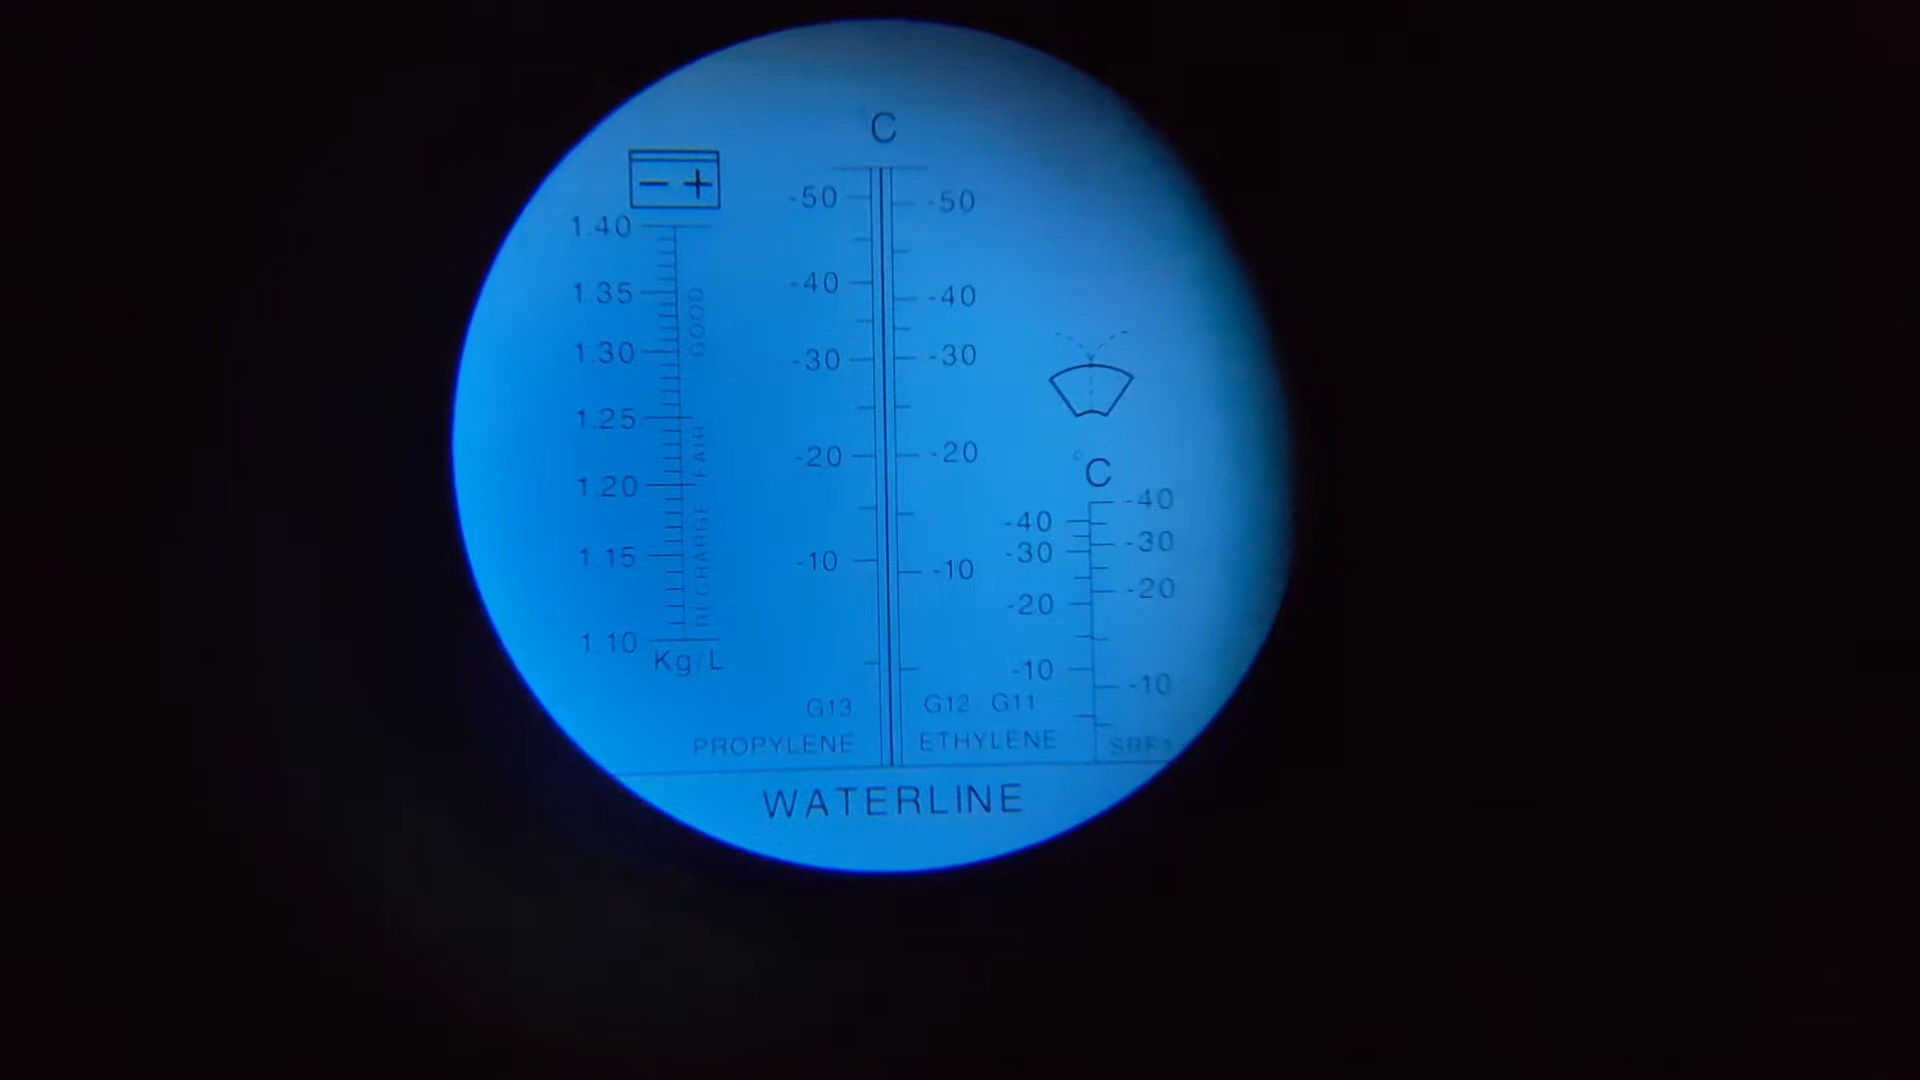 °C
- +
1.40
1.35
1.30
1.25
1.20
1.15
1.10
Kg/L
GOOD
FAIR
RECHARGE
-50
-40
-30
-20
-10
G13
PROPYLENE
-50
-40
-30
-20
-10
G12 G11
ETHYLENE
°C
-40
-30
-20
-10
-40
-30
-20
-10
WATERLINE